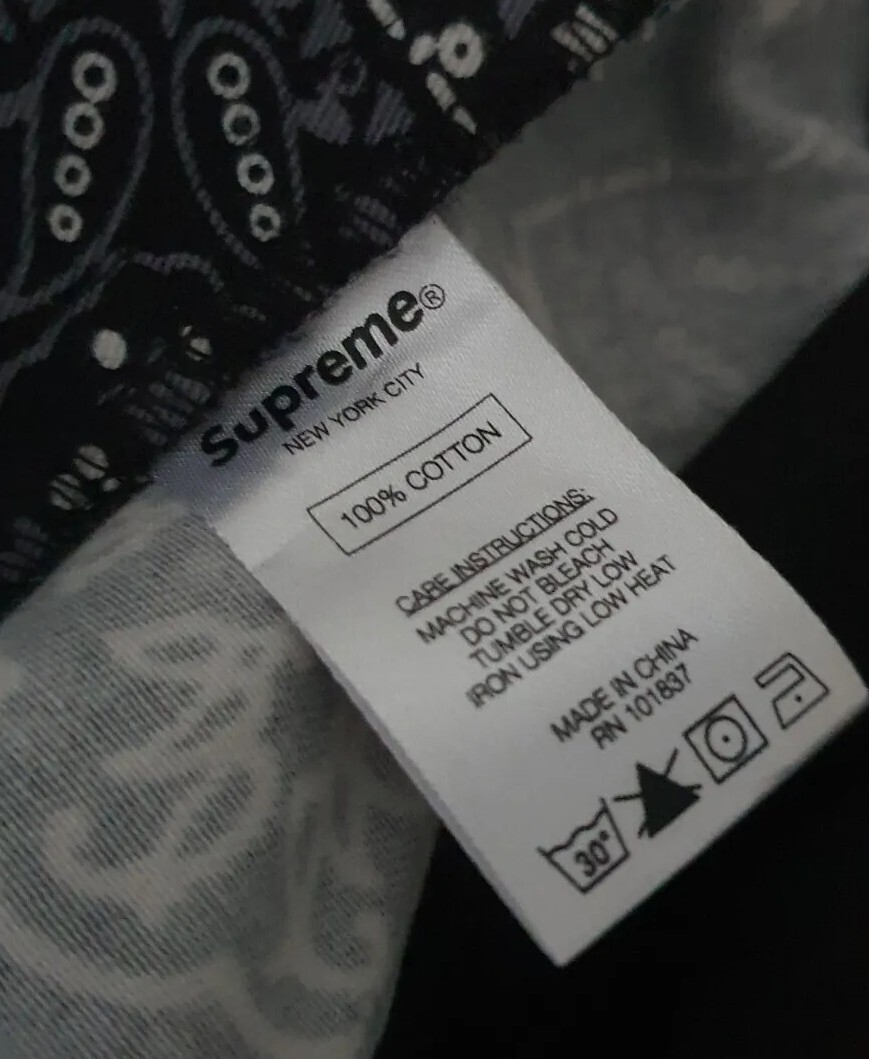 Supreme®
NEW YORK CITY
100% COTTON
CARE INSTRUCTIONS:
MACHINE WASH COLD
DO NOT BLEACH
TUMBLE DRY LOW
IRON USING LOW HEAT
MADE IN CHINA
RN 101837
30°